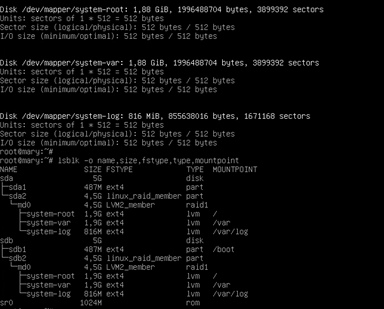 Disk /dev/mapper/system-root: 1,88 GiB, 1996488704 bytes, 3899392 sectors
Units: sectors of 1 * 512 = 512 bytes
Sector size (logical/physical): 512 bytes / 512 bytes
I/O size (minimum/optimal): 512 bytes / 512 bytes
Disk /dev/mapper/system-var: 1,88 GiB, 1996488704 bytes, 3899392 sectors
Units: sectors of 1 * 512 = 512 bytes
Sector size (logical/physical): 512 bytes / 512 bytes
I/O size (minimum/optimal): 512 bytes / 512 bytes
Disk /dev/mapper/system-log: 816 MiB, 855638016 bytes, 1671168 sectors
Units: sectors of 1 * 512 = 512 bytes
Sector size (logical/physical): 512 bytes / 512 bytes
I/O size (minimum/optimal): 512 bytes / 512 bytes
root@mary:~#
root@mary:~# lsblk -o name,size,fstype,type,mountpoint
NAME SIZE FSTYPE TYPE MOUNTPOINT
sda 5G disk
├─sda1 487M ext4 part
└─sda2 4,5G linux_raid_member part
  └─md0 4,5G LVM2_member raid1
    ├─system-root 1,9G ext4 lvm /
    ├─system-var 1,9G ext4 lvm /var
    └─system-log 816M ext4 lvm /var/log
sdb 5G disk
├─sdb1 487M ext4 part /boot
└─sdb2 4,5G linux_raid_member part
  └─md0 4,5G LVM2_member raid1
    ├─system-root 1,9G ext4 lvm /
    ├─system-var 1,9G ext4 lvm /var
    └─system-log 816M ext4 lvm /var/log
sr0 1024M rom